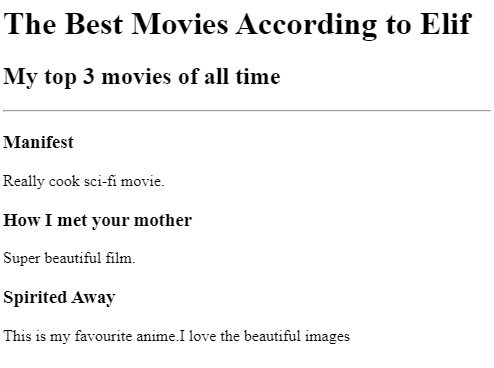 The Best Movies According to Elif
My top 3 movies of all time
Manifest
Really cook sci-fi movie.
How I met your mother
Super beautiful film.
Spirited Away
This is my favourite anime.I love the beautiful images